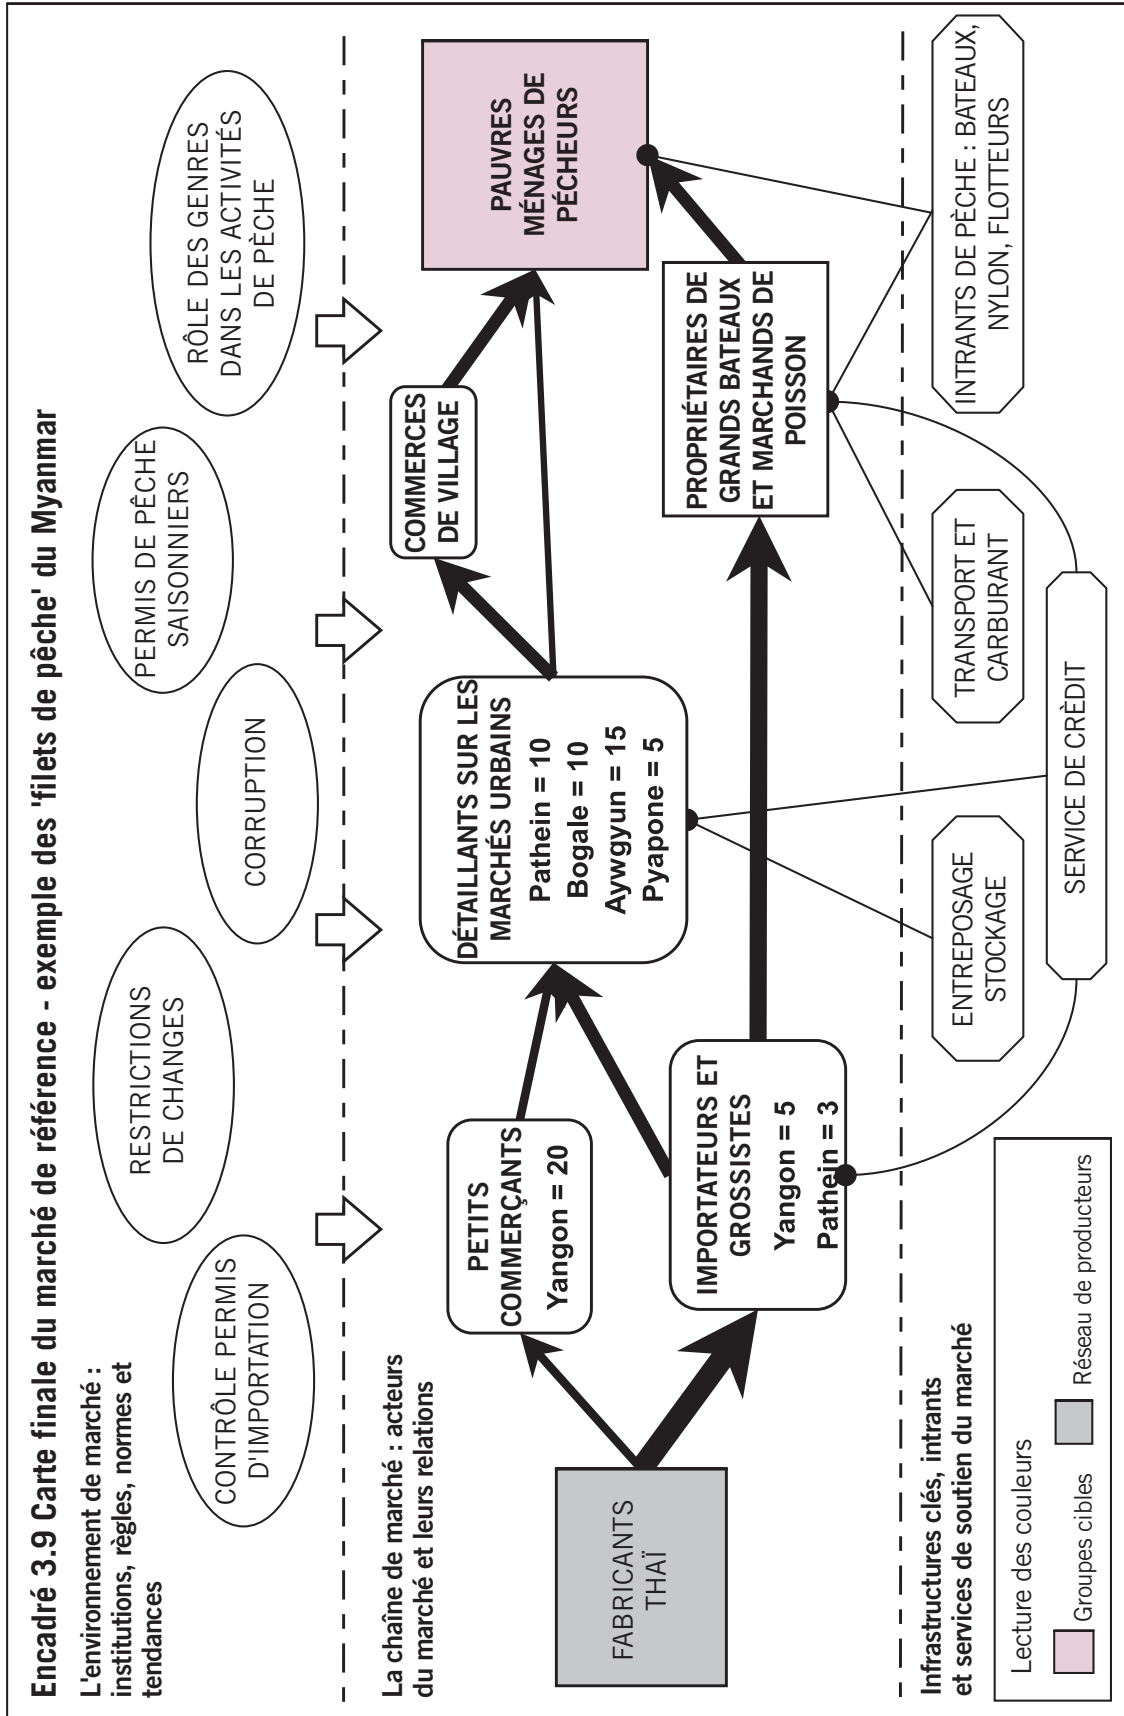 Encadré 3.9 Carte finale du marché de référence - exemple des 'filets de pêche' du Myanmar
L'environnement de marché :
institutions, règles, normes et
tendances
CONTRÔLE PERMIS
D'IMPORTATION
RESTRICTIONS
DE CHANGES
CORRUPTION
PERMIS DE PÊCHE
SAISONNIERS
RÔLE DES GENRES
DANS LES ACTIVITÉS
DE PÈCHE
La chaîne de marché : acteurs
du marché et leurs relations
FABRICANTS
THAÏ
PETITS
COMMERÇANTS
Yangon = 20
IMPORTATEURS ET
GROSSISTES
Yangon = 5
Pathein = 3
DÉTAILLANTS SUR LES
MARCHÉS URBAINS
Pathein = 10
Bogale = 10
Aywgyun = 15
Pyapone = 5
COMMERCES
DE VILLAGE
PROPRIÉTAIRES DE
GRANDS BATEAUX
ET MARCHANDS DE
POISSON
PAUVRES
MÉNAGES DE
PÉCHEURS
Infrastructures clés, intrants
et services de soutien du marché
ENTREPOSAGE
STOCKAGE
TRANSPORT ET
CARBURANT
INTRANTS DE PÈCHE : BATEAUX,
NYLON, FLOTTEURS
SERVICE DE CRÈDIT
Lecture des couleurs
Groupes cibles
Réseau de producteurs